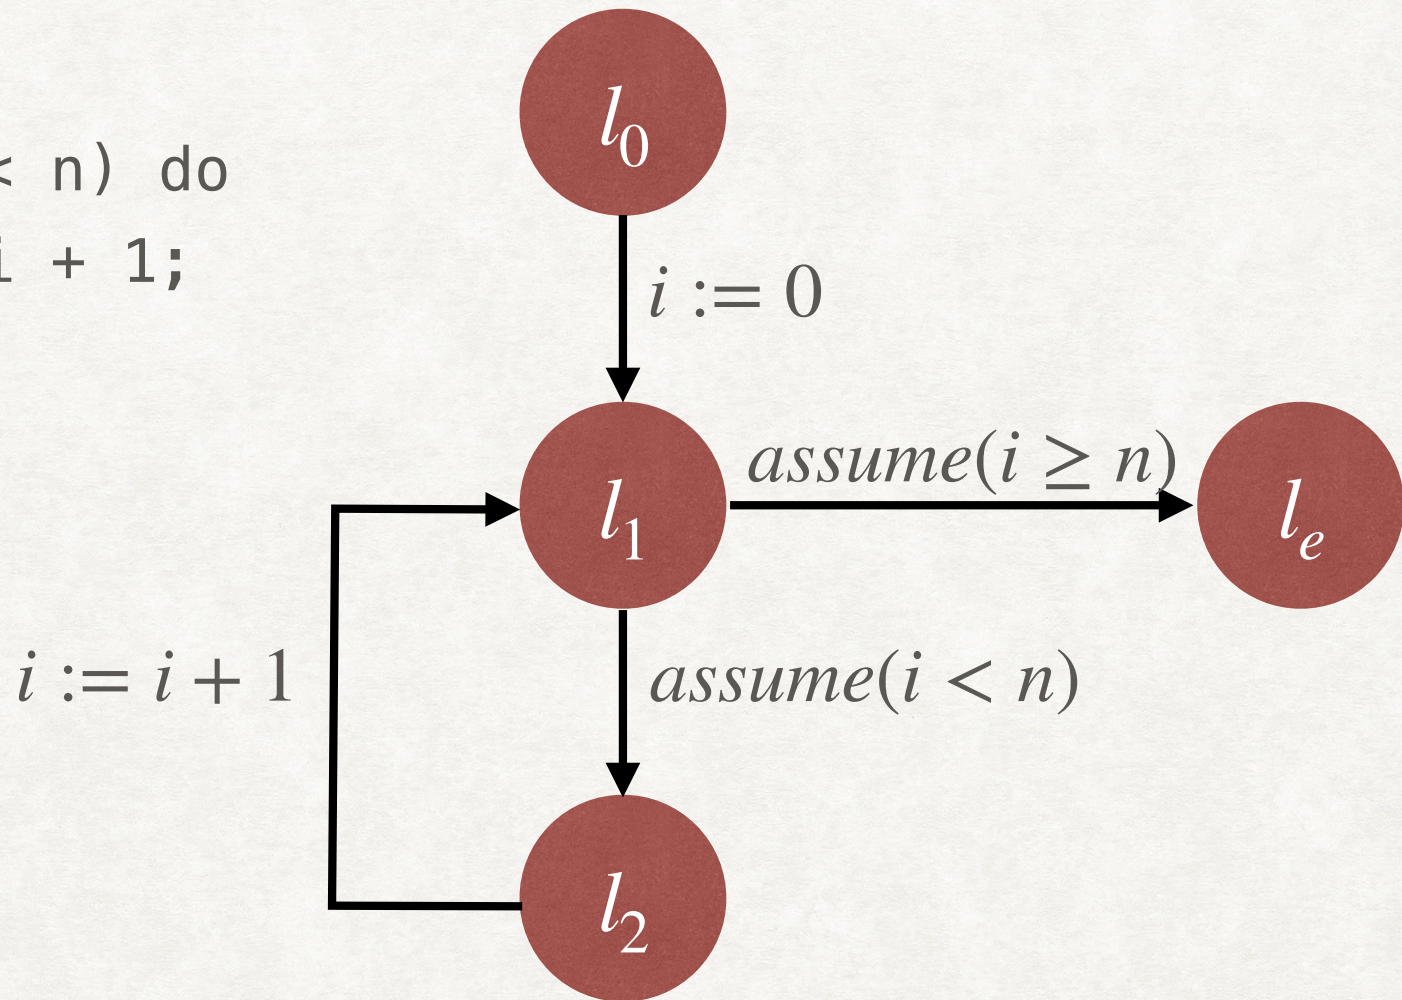 l₀
< n) do
i + 1;
i := 0
assume(i ≥ n)
l₁
lₑ
i := i + 1
assume(i < n)
l₂